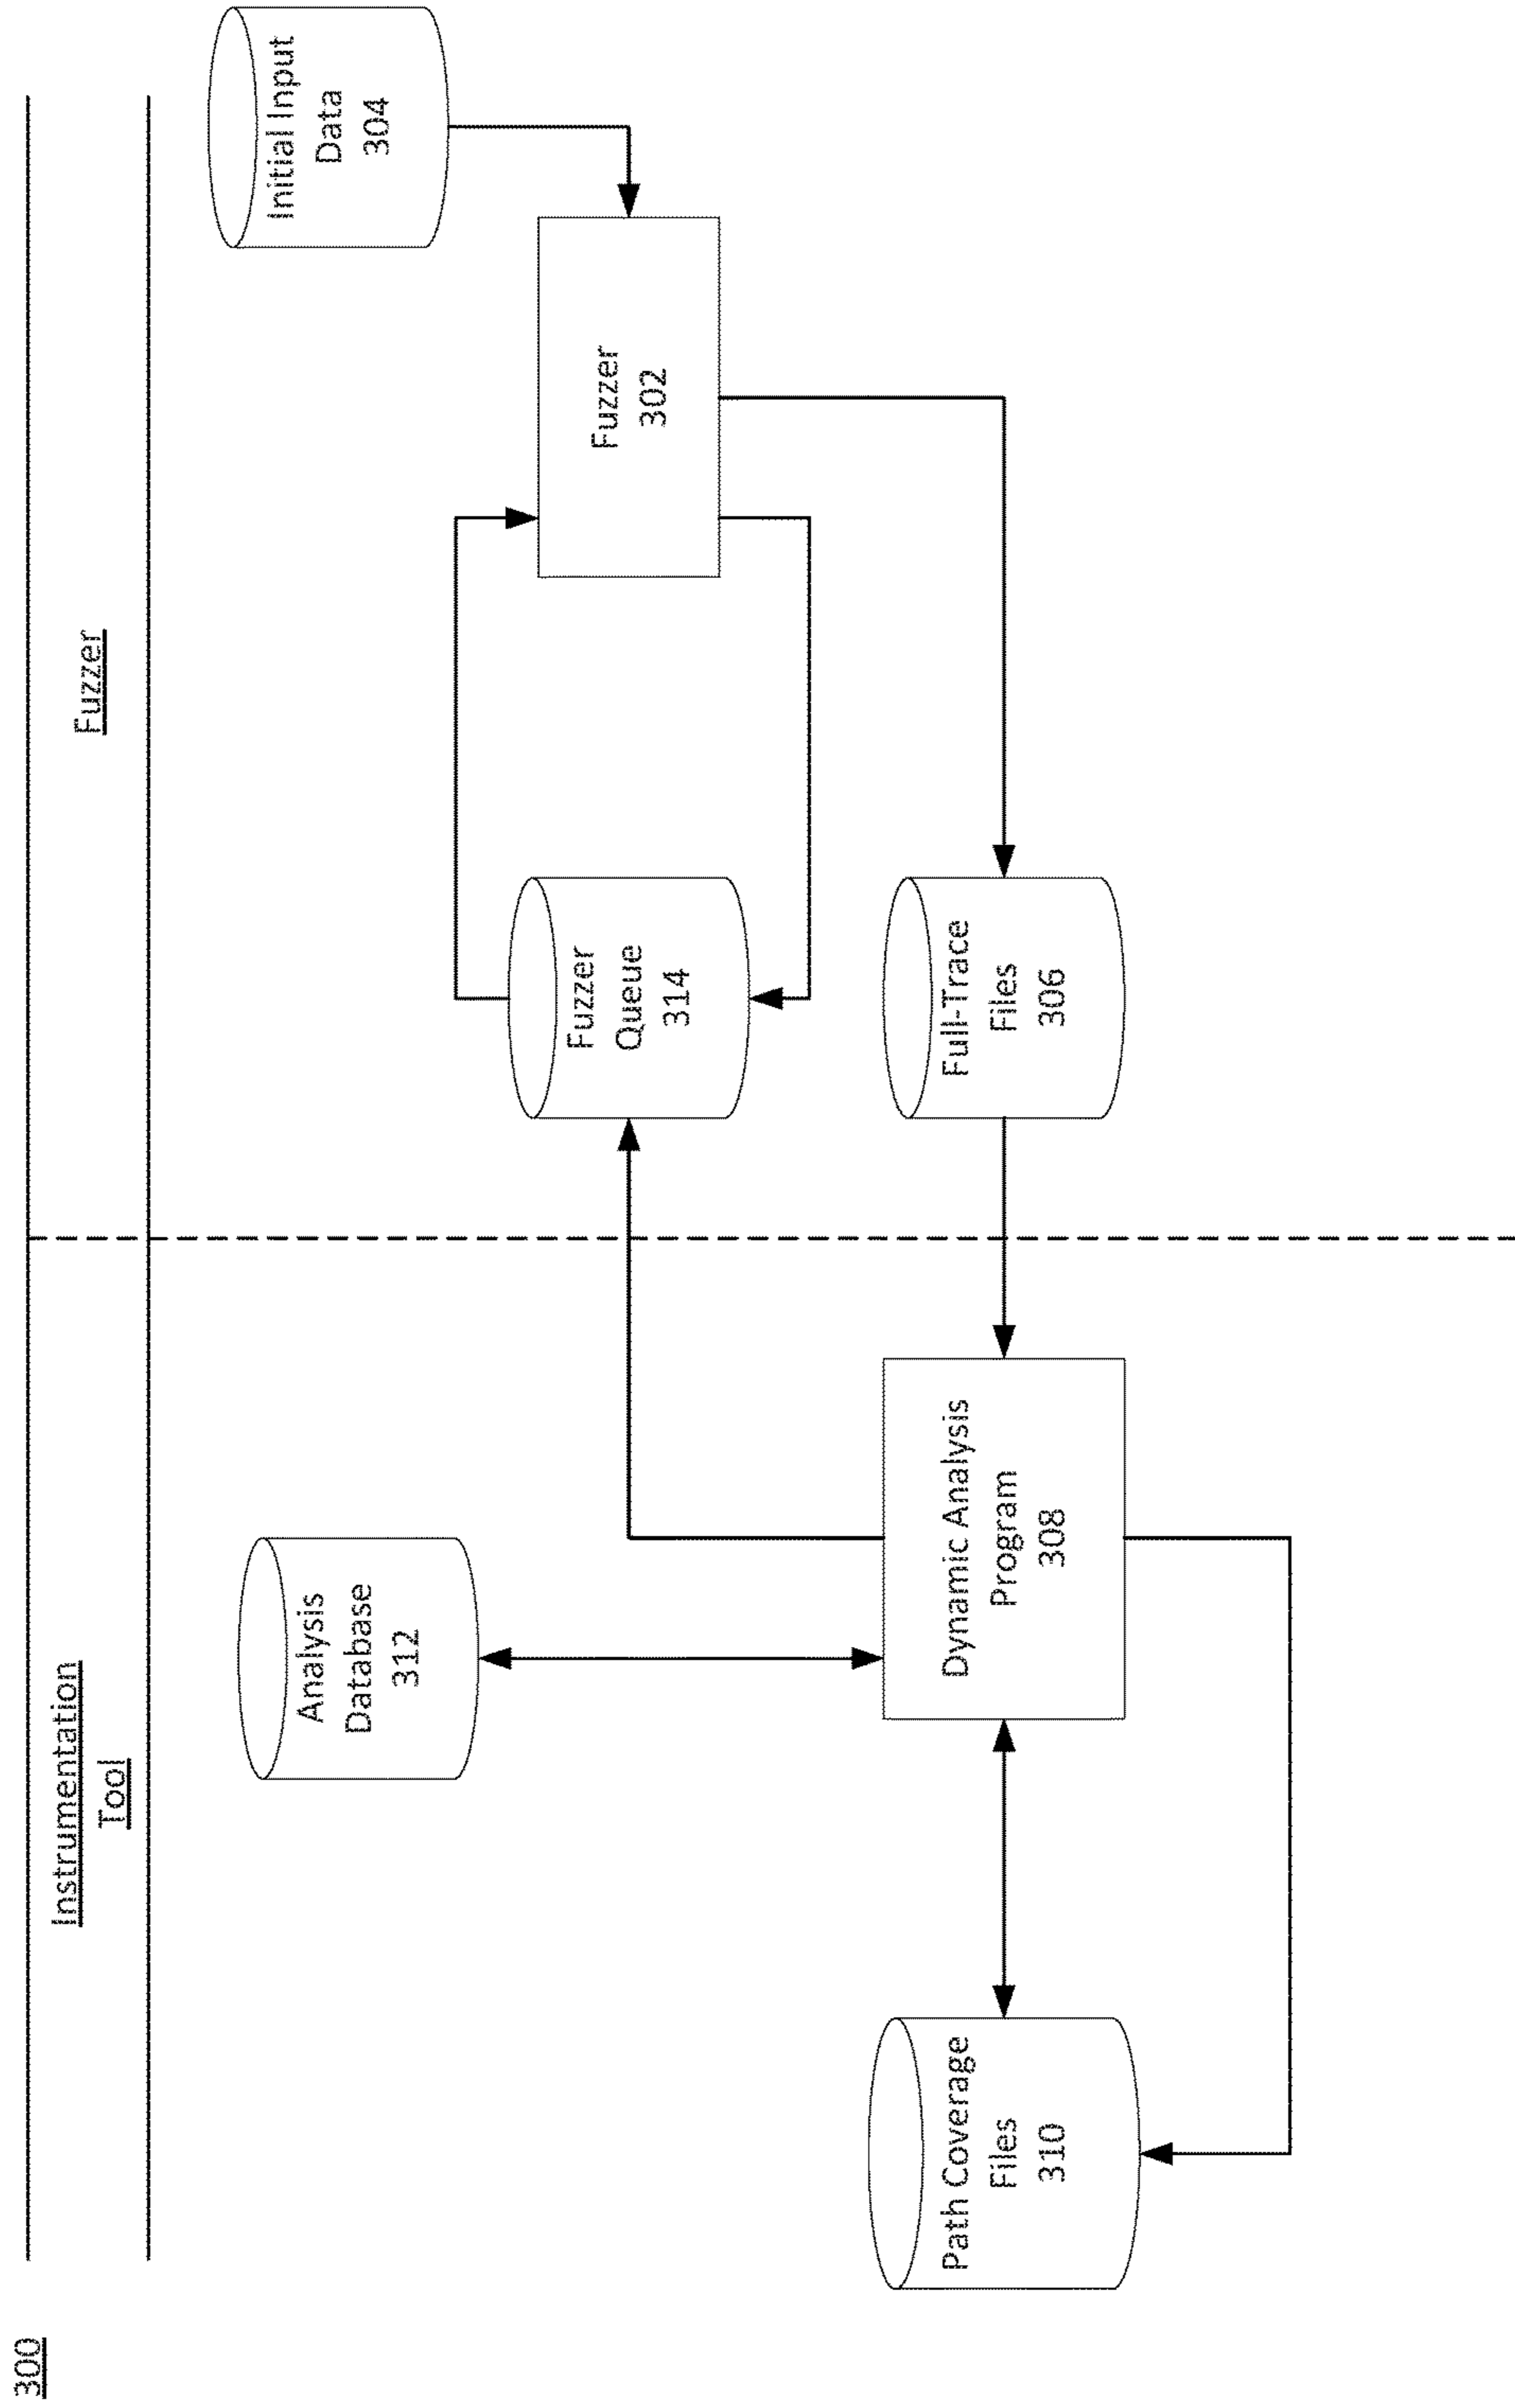 300
Instrumentation
Tool
Fuzzer
Analysis
Database
312
Initial Input
Data
304
Fuzzer
Queue
314
Fuzzer
302
Path Coverage
Files
310
Dynamic Analysis
Program
308
Full-Trace
Files
306